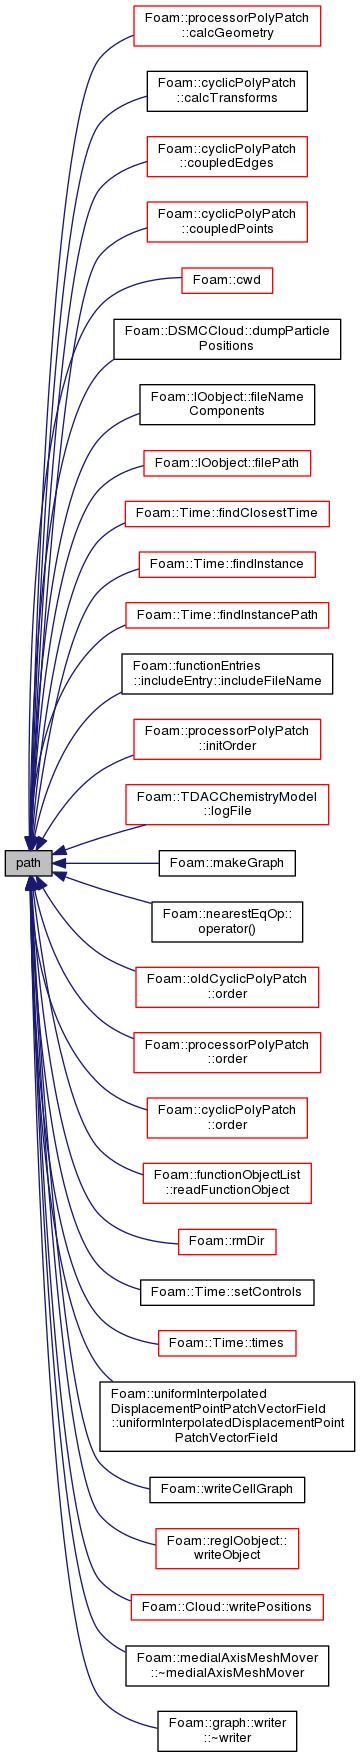 Foam::processorPolyPatch
::calcGeometry
Foam::cyclicPolyPatch
::calcTransforms
Foam::cyclicPolyPatch
::coupledEdges
Foam::cyclicPolyPatch
::coupledPoints
Foam::cwd
Foam::DSMCCloud::dumpParticle
Positions
Foam::IOobject::fileName
Components
Foam::IOobject::filePath
Foam::Time::findClosestTime
Foam::Time::findInstance
Foam::Time::findInstancePath
Foam::functionEntries
::includeEntry::includeFileName
Foam::processorPolyPatch
::initOrder
Foam::TDACChemistryModel
::logFile
path
Foam::makeGraph
Foam::nearestEqOp::
operator()
Foam::oldCyclicPolyPatch
::order
Foam::processorPolyPatch
::order
Foam::cyclicPolyPatch
::order
Foam::functionObjectList
::readFunctionObject
Foam::rmDir
Foam::Time::setControls
Foam::Time::times
Foam::uniformInterpolated
DisplacementPointPatchVectorField
::uniformInterpolatedDisplacementPoint
PatchVectorField
Foam::writeCellGraph
Foam::regIOobject::
writeObject
Foam::Cloud::writePositions
Foam::medialAxisMeshMover
::~medialAxisMeshMover
Foam::graph::writer
::~writer